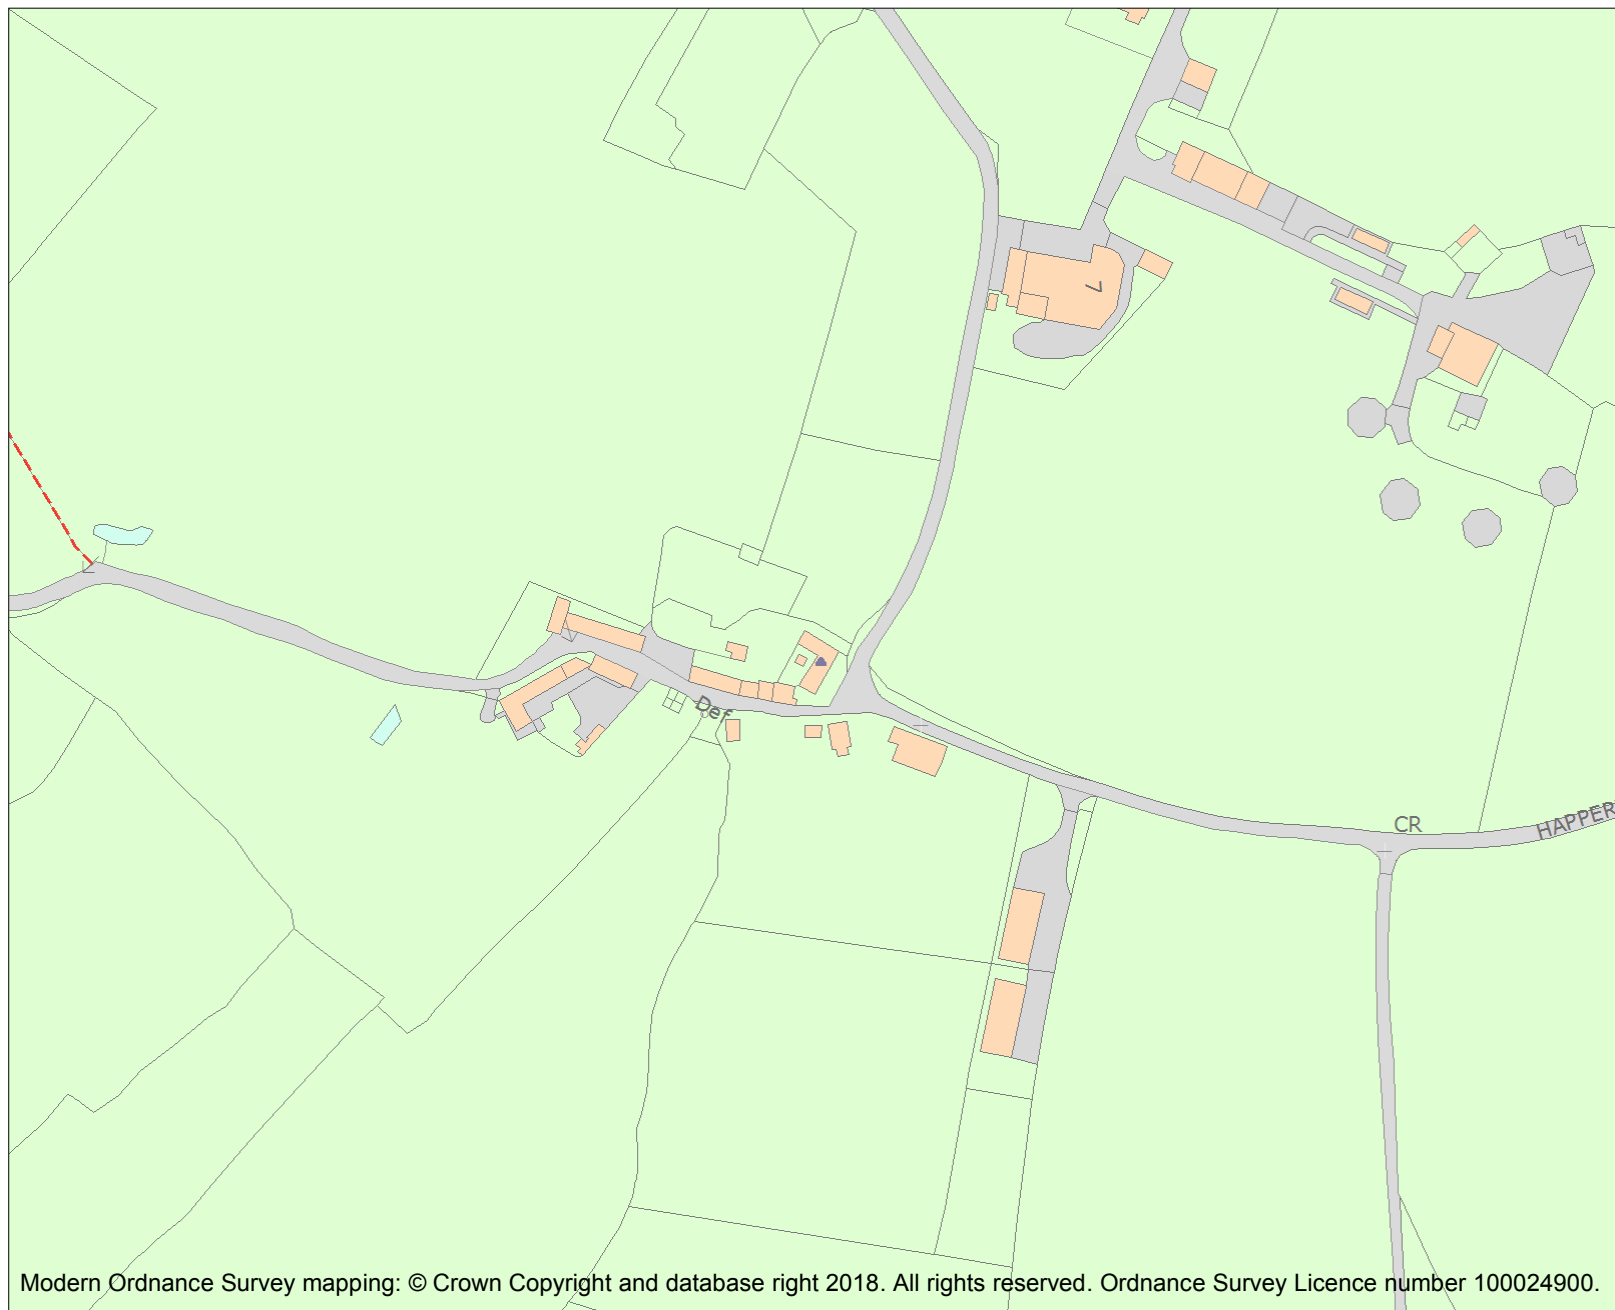 7
Def
CR
HAPPER
Modern Ordnance Survey mapping: © Crown Copyright and database right 2018. All rights reserved. Ordnance Survey Licence number 100024900.